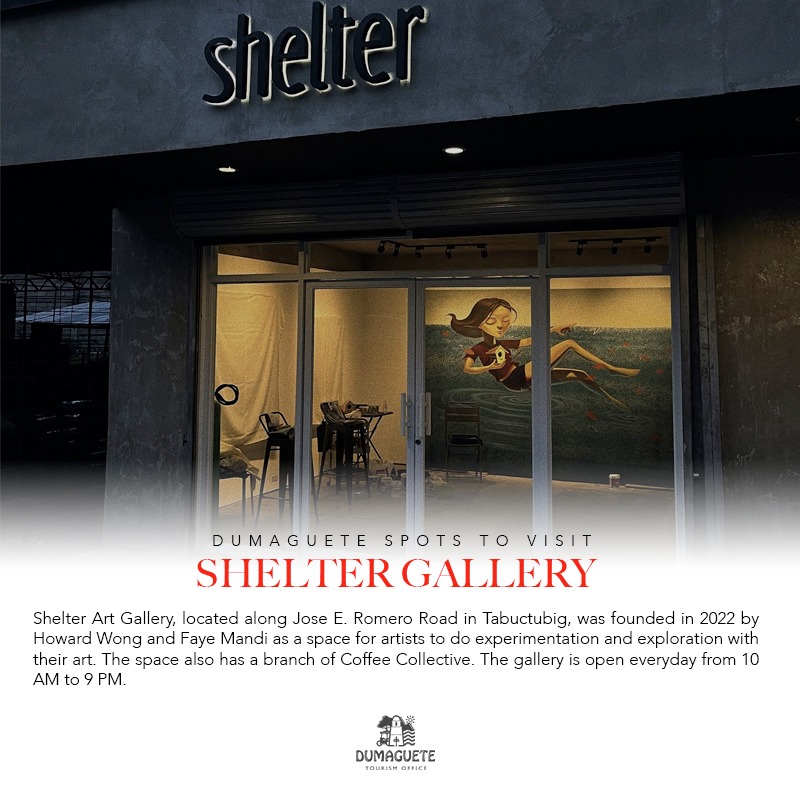 shelter
DUMAGUETE SPOTS TO VISIT
SHELTER GALLERY
Shelter Art Gallery, located along Jose E. Romero Road in Tabuctubig, was founded in 2022 by
Howard Wong and Faye Mandi as a space for artists to do experimentation and exploration with
their art. The space also has a branch of Coffee Collective. The gallery is open everyday from 10
AM to 9 PM.
DUMAGUETE
TOURISM OFFICE